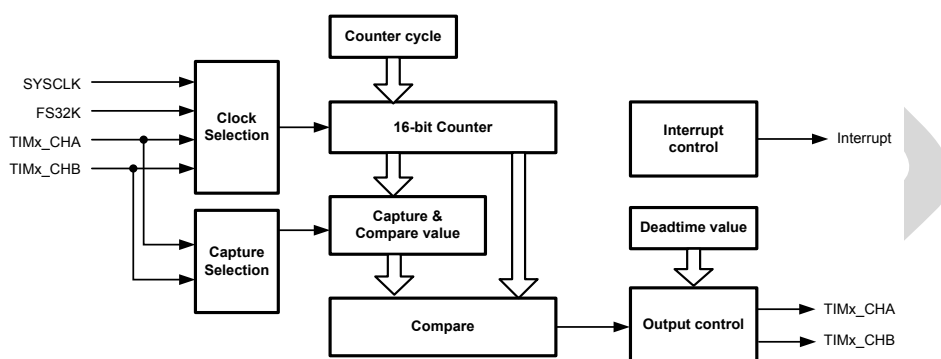 Counter cycle
SYSCLK
FS32K
TIMx_CHA
TIMx_CHB
Clock
Selection
16-bit Counter
Interrupt
control
Interrupt
Capture &
Compare value
Capture
Selection
Deadtime value
Compare
Output control
TIMx_CHA
TIMx_CHB